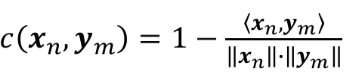 c(𝒙ₙ, 𝒚ₘ) = 1 − ⟨𝒙ₙ,𝒚ₘ⟩ / ‖𝒙ₙ‖·‖𝒚ₘ‖